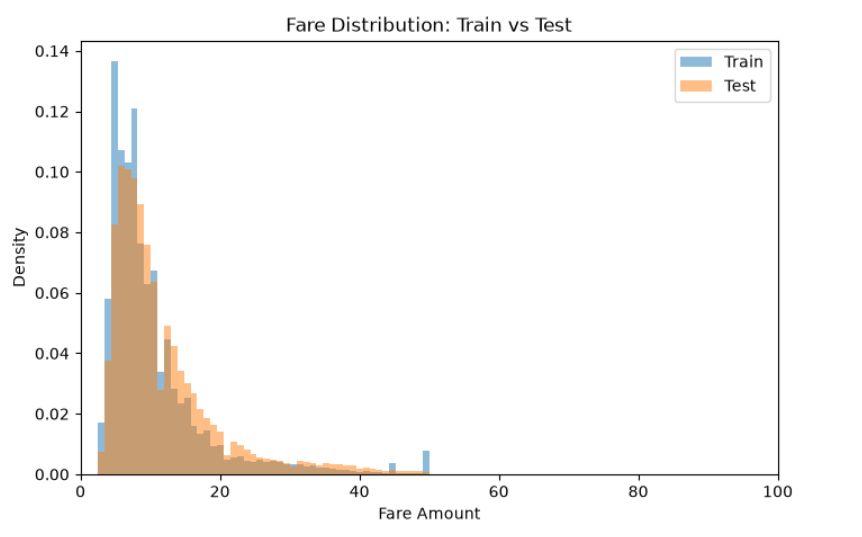 Fare Distribution: Train vs Test
Train
Test
0.14
0.12
0.10
0.08
0.06
0.04
0.02
0.00
Density
0 20 40 60 80 100
Fare Amount